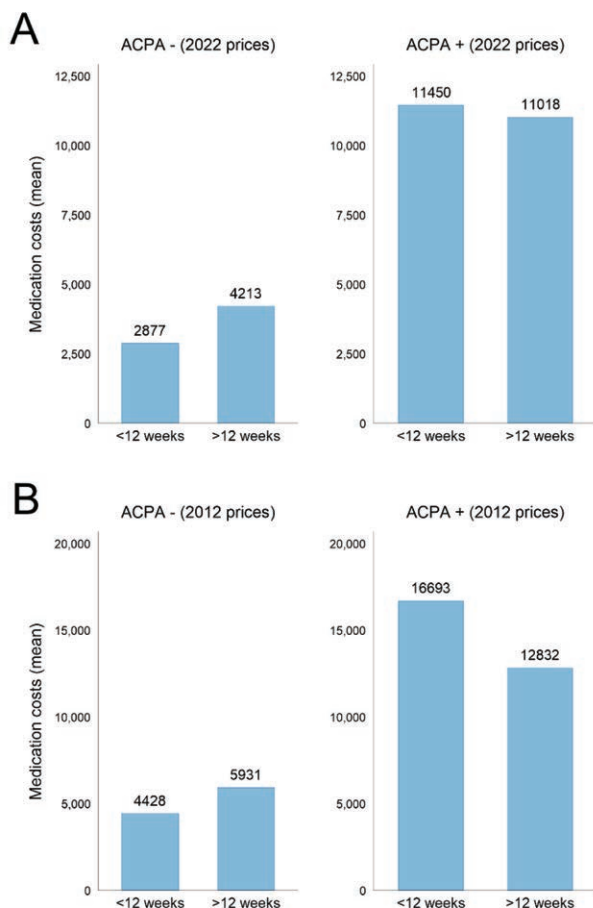 A
ACPA - (2022 prices)
ACPA + (2022 prices)
Medication costs (mean)
12,500
10,000
7,500
5,000
2,500
0
2877
4213
<12 weeks
>12 weeks
12,500
10,000
7,500
5,000
2,500
0
11450
11018
<12 weeks
>12 weeks
B
ACPA - (2012 prices)
ACPA + (2012 prices)
Medication costs (mean)
20,000
15,000
10,000
5,000
0
4428
5931
<12 weeks
>12 weeks
20,000
15,000
10,000
5,000
0
16693
12832
<12 weeks
>12 weeks